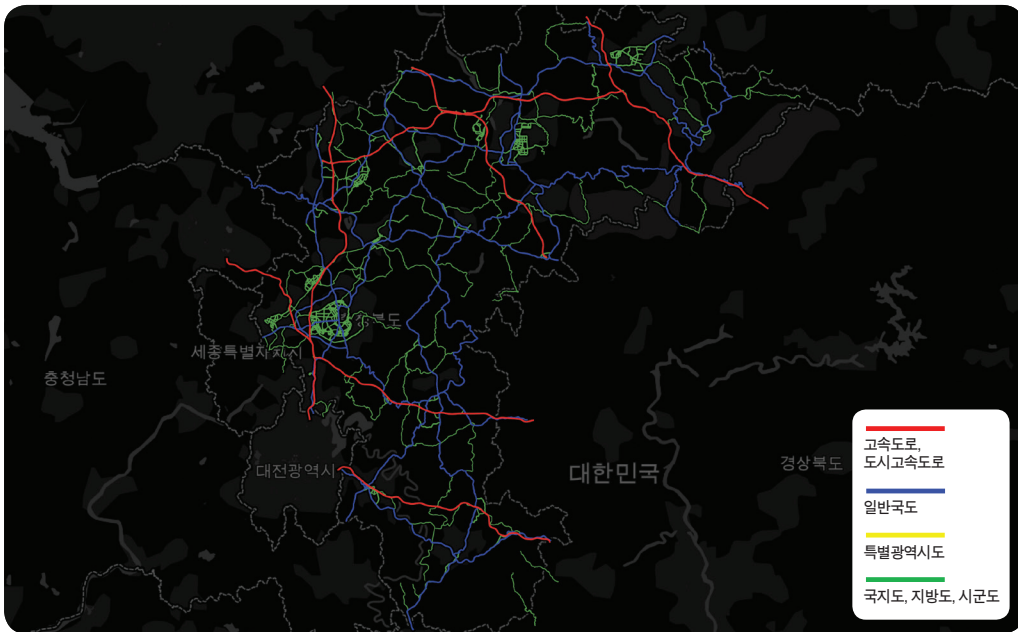 세종특별자치시
충청남도
대전광역시
대한민국
경상북도
고속도로,
도시고속도로
일반국도
특별광역시도
국지도, 지방도, 시군도